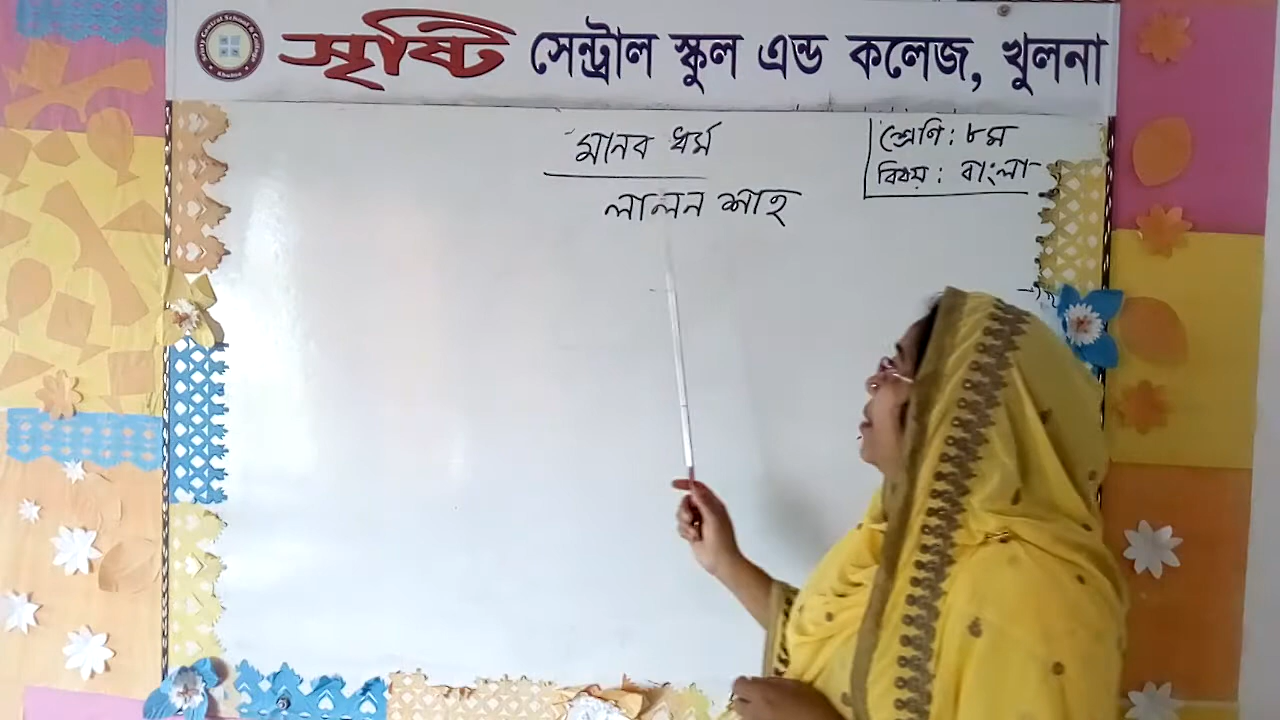 সৃষ্টি সেন্ট্রাল স্কুল এন্ড কলেজ, খুলনা
মানব ধর্ম
লালন শাহ
শ্রেণি : ৮ম
বিষয় : বাংলা